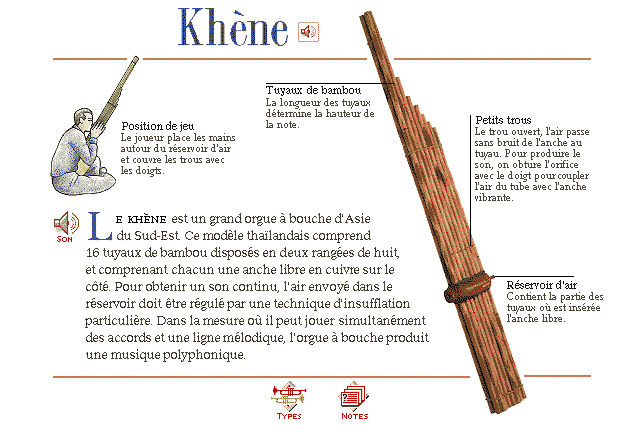 Khène
Tuyaux de bambou
La longueur des tuyaux
détermine la hauteur de
la note.
Position de jeu
Le joueur place les mains
autour du réservoir d'air
et couvre les trous avec
les doigts.
Petits trous
Le trou ouvert, l'air passe
sans bruit de l'anche au
tuyau. Pour produire le
son, on obture l'orifice
avec le doigt pour coupler
l'air du tube avec l'anche
vibrante.
SON
LE KHÈNE est un grand orgue à bouche d'Asie
du Sud-Est. Ce modèle thaïlandais comprend
16 tuyaux de bambou disposés en deux rangées de huit,
et comprenant chacun une anche libre en cuivre sur le
côté. Pour obtenir un son continu, l'air envoyé dans le
réservoir doit être régulé par une technique d'insufflation
particulière. Dans la mesure où il peut jouer simultanément
des accords et une ligne mélodique, l'orgue à bouche produit
une musique polyphonique.
Réservoir d'air
Contient la partie des
tuyaux où est insérée
l'anche libre.
TYPES
NOTES